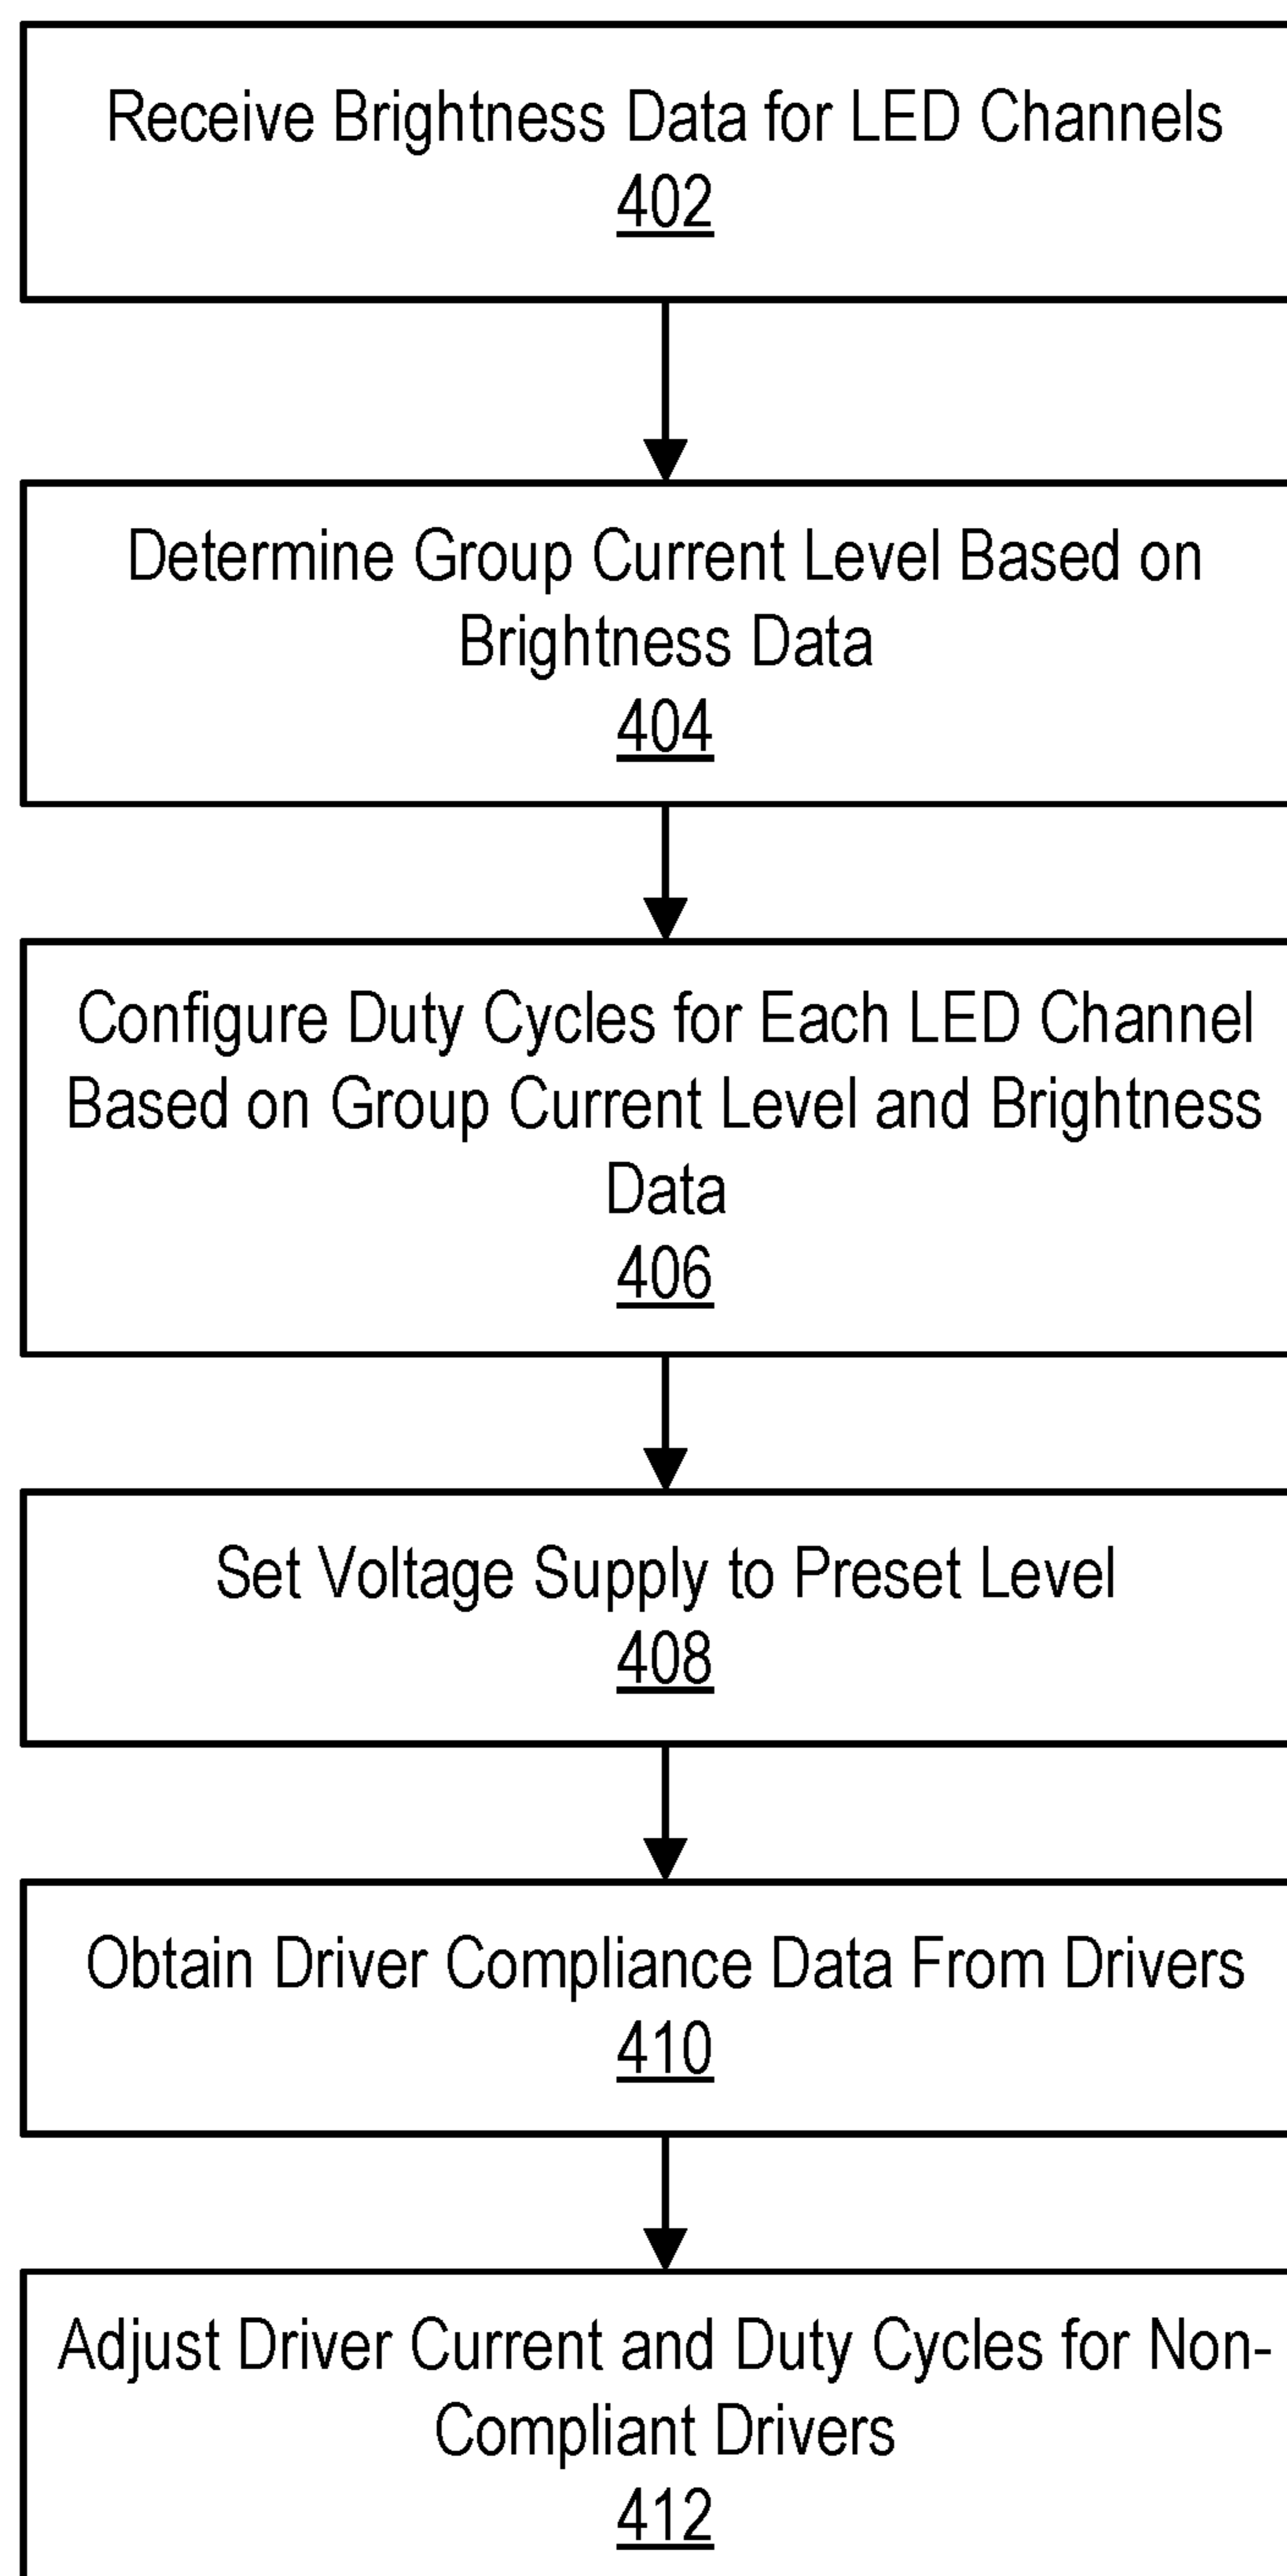 Receive Brightness Data for LED Channels
402
Determine Group Current Level Based on
Brightness Data
404
Configure Duty Cycles for Each LED Channel
Based on Group Current Level and Brightness
Data
406
Set Voltage Supply to Preset Level
408
Obtain Driver Compliance Data From Drivers
410
Adjust Driver Current and Duty Cycles for Non-
Compliant Drivers
412